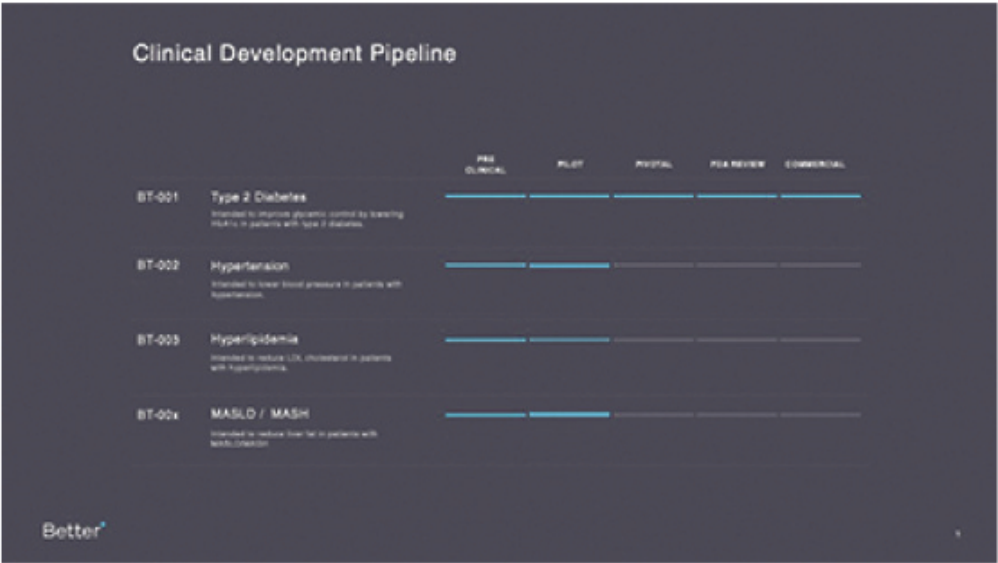 Clinical Development Pipeline
PRE
CLINICAL
PILOT
PIVOTAL
FDA REVIEW
COMMERCIAL
BT-001
Type 2 Diabetes
Intended to improve glycemic control by lowering
HbA1c in patients with type 2 diabetes.
BT-002
Hypertension
Intended to lower blood pressure in patients with
hypertension.
BT-003
Hyperlipidemia
Intended to reduce LDL cholesterol in patients
with hyperlipidemia.
BT-00x
MASLD / MASH
Intended to reduce liver fat in patients with
MASLD/MASH
Better